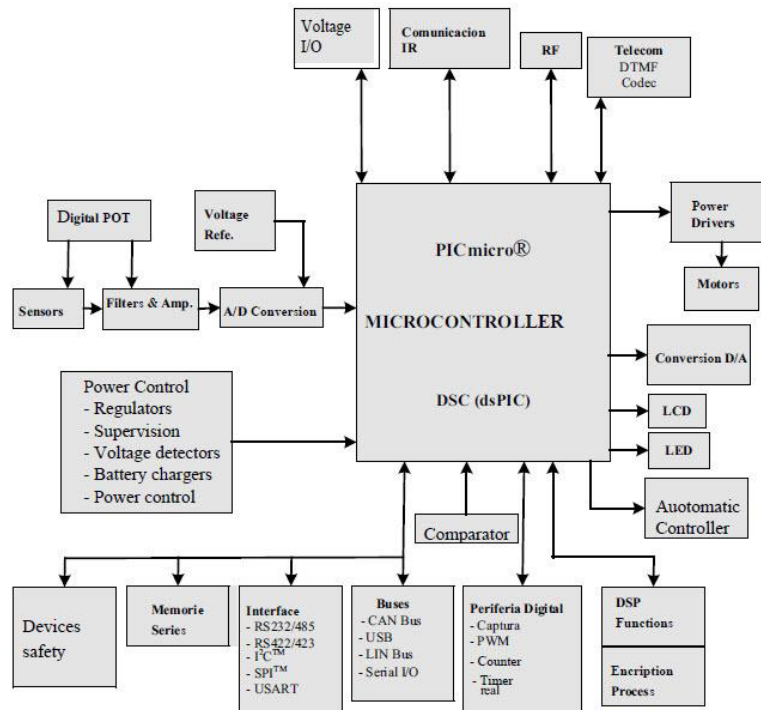 Voltage
I/O
Comunicacion
IR
RF
Telecom
DTMF
Codec
Digital POT
Voltage
Refe.
Power
Drivers
Motors
Sensors
Filters & Amp.
A/D Conversion
PICmicro®
MICROCONTROLLER
DSC (dsPIC)
Conversion D/A
LCD
LED
Auotomatic
Controller
Power Control
- Regulators
- Supervision
- Voltage detectors
- Battery chargers
- Power control
Comparator
Devices
safety
Memorie
Series
Interface
- RS232/485
- RS422/423
- I²C™
- SPI™
- USART
Buses
- CAN Bus
- USB
- LIN Bus
- Serial I/O
Periferia Digital
- Captura
- PWM
- Counter
- Timer
real
DSP
Functions
Encription
Process